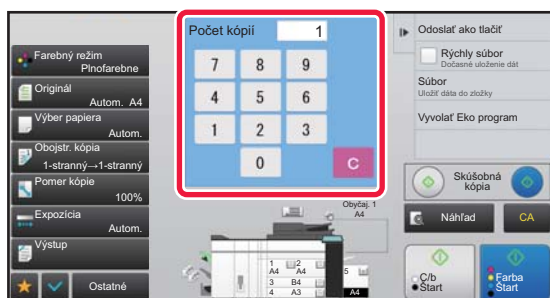 Farebný režim
Plnofarebne
Originál
Autom. A4
Výber papiera
Autom.
Obojstr. kópia
1-stranný→1-stranný
Pomer kópie
100%
Expozícia
Autom.
Výstup
Ostatné
Počet kópií 1
7 8 9
4 5 6
1 2 3
0 C
Obyčaj. 1
A4
1 2
A4 A4
3 B4
4 A3
5
A4
Odoslať ako tlačiť
Rýchly súbor
Dočasné uloženie dát
Súbor
Uložiť dáta do zložky
Vyvolať Eko program
Skúšobná
kópia
Náhľad
CA
Č/b
Štart
Farba
Štart